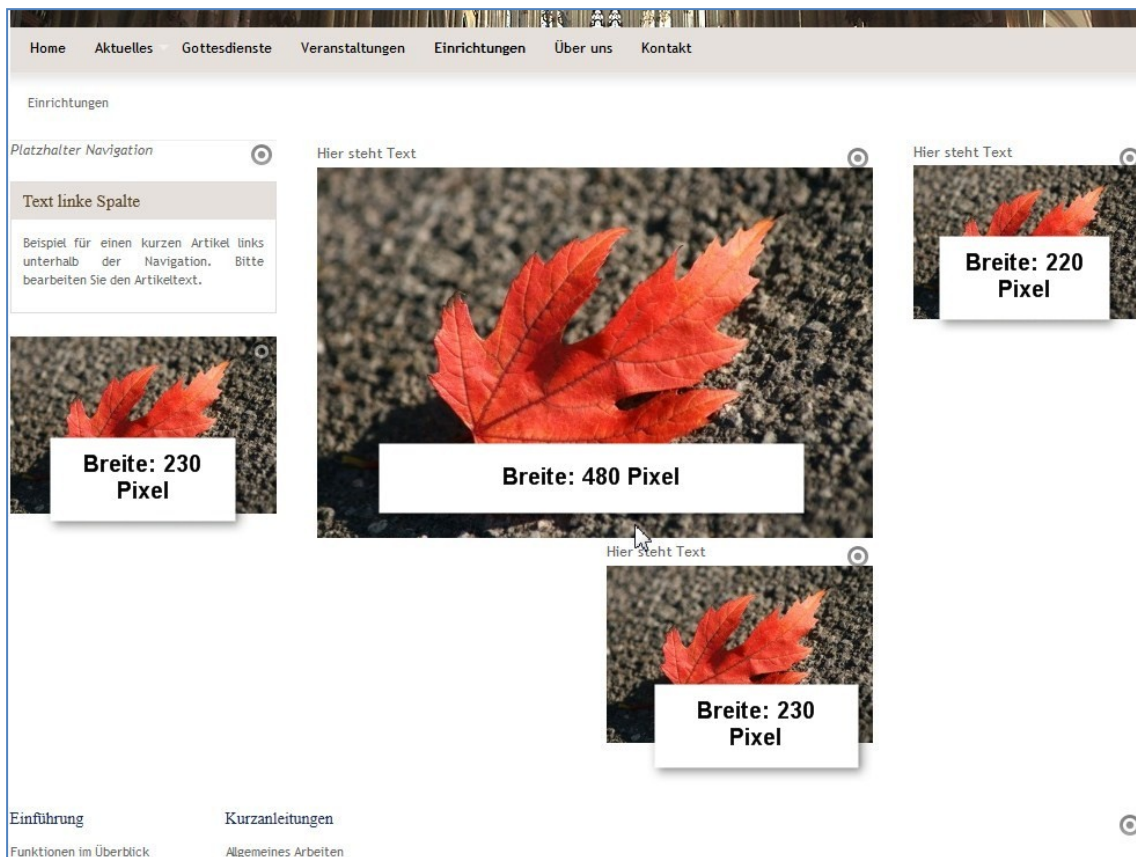 Home Aktuelles Gottesdienste Veranstaltungen Einrichtungen Über uns Kontakt
Einrichtungen
Platzhalter Navigation
Text linke Spalte
Beispiel für einen kurzen Artikel links
unterhalb der Navigation. Bitte
bearbeiten Sie den Artikeltext.
Breite: 230
Pixel
Hier steht Text
Breite: 480 Pixel
Hier steht Text
Breite: 230
Pixel
Hier steht Text
Breite: 220
Pixel
Einführung
Funktionen im Überblick
Kurzanleitungen
Allgemeines Arbeiten